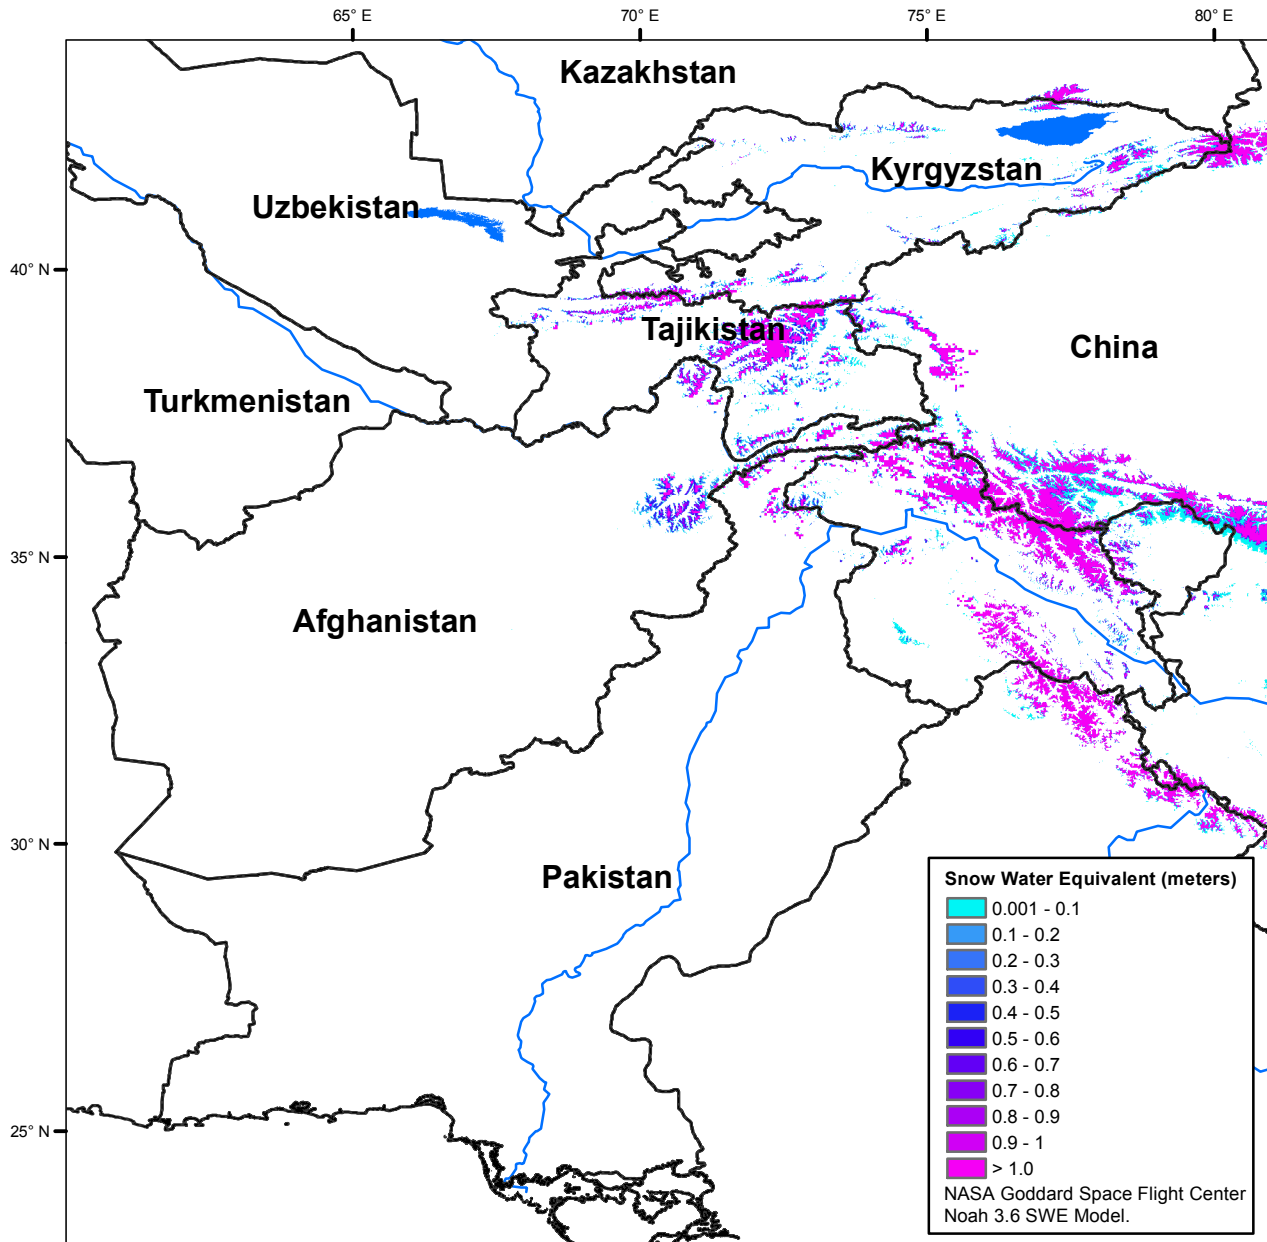 65° E
70° E
75° E
80° E
Kazakhstan
Kyrgyzstan
Uzbekistan
40° N
Tajikistan
China
Turkmenistan
35° N
Afghanistan
30° N
Pakistan
25° N
Snow Water Equivalent (meters)
0.001 - 0.1
0.1 - 0.2
0.2 - 0.3
0.3 - 0.4
0.4 - 0.5
0.5 - 0.6
0.6 - 0.7
0.7 - 0.8
0.8 - 0.9
0.9 - 1
> 1.0
NASA Goddard Space Flight Center
Noah 3.6 SWE Model.